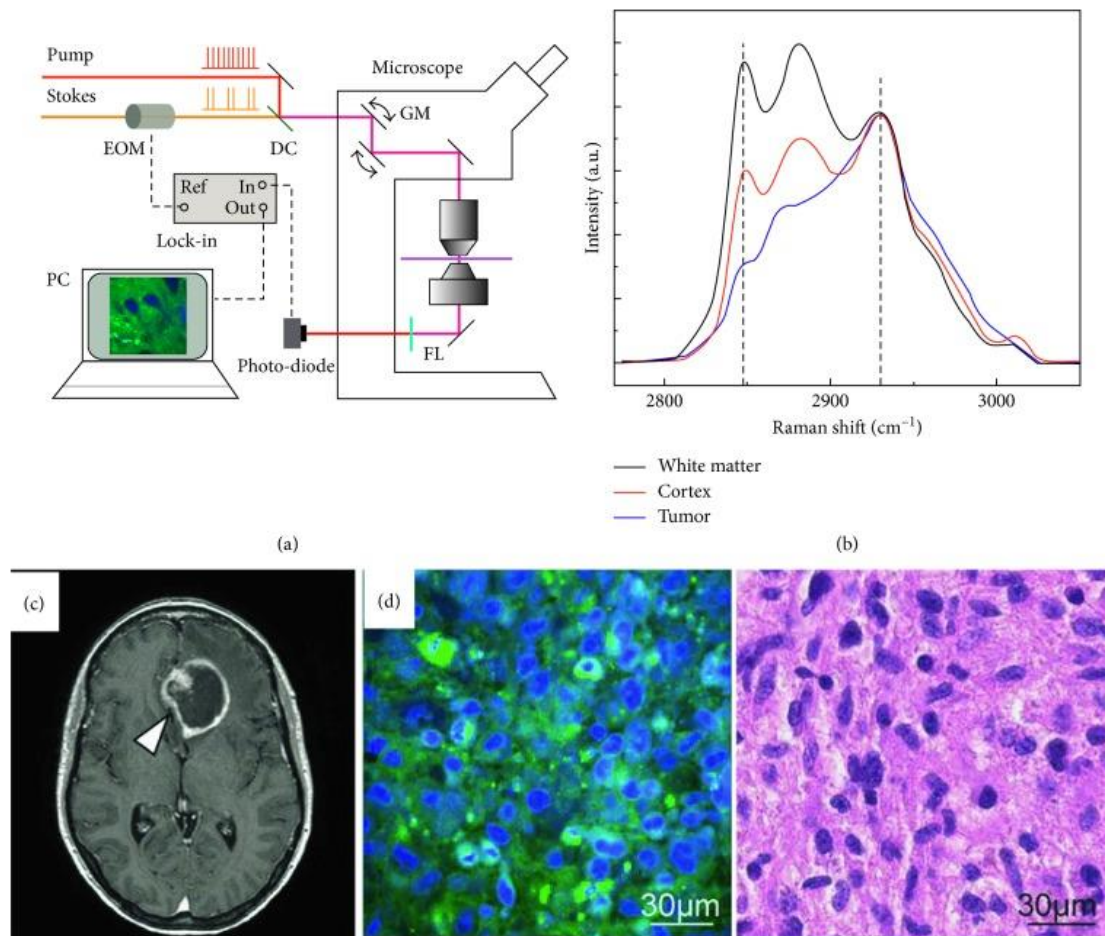 Pump
Stokes
EOM
DC
Microscope
GM
Ref
In
Out
Lock-in
PC
Photo-diode
FL
Intensity (a.u.)
2800
2900
3000
Raman shift (cm⁻¹)
White matter
Cortex
Tumor
(a)
(b)
(c)
(d)
30μm
30μm